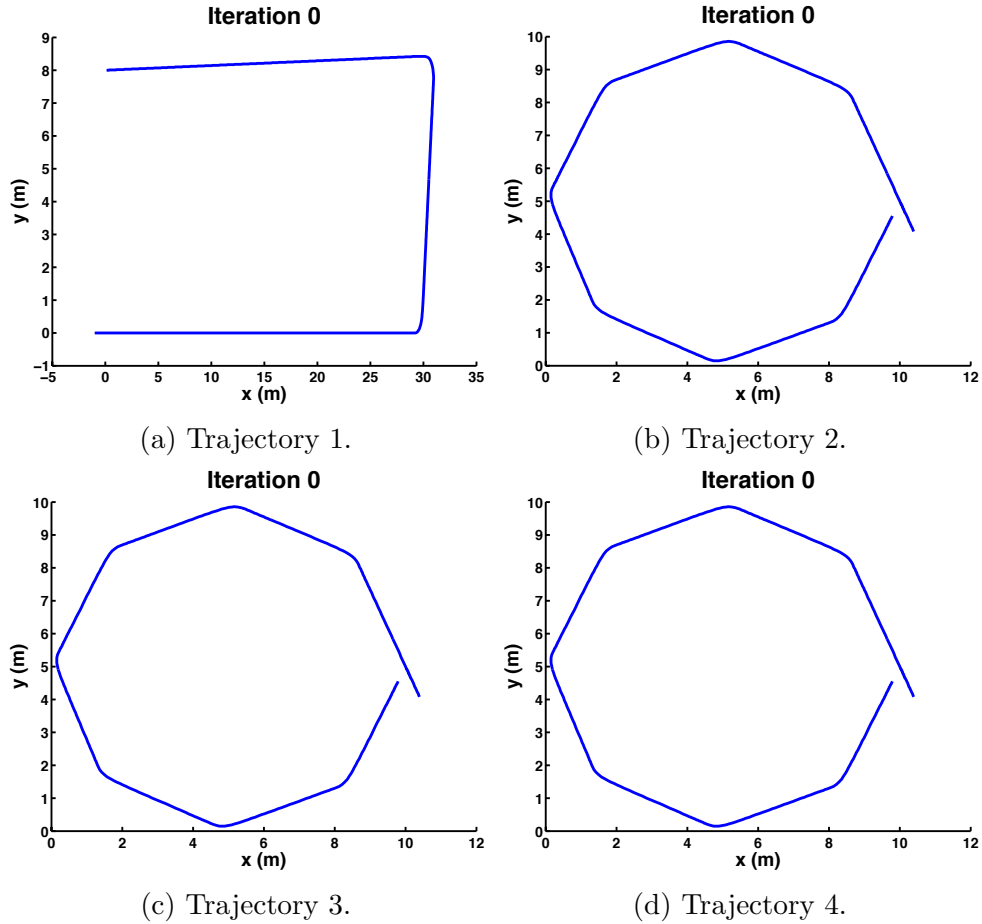 Iteration 0
9
8
7
6
5
4
3
2
1
0
−1
y (m)
−5 0 5 10 15 20 25 30 35
x (m)
(a) Trajectory 1.
Iteration 0
10
9
8
7
6
5
4
3
2
1
0
y (m)
0 2 4 6 8 10 12
x (m)
(b) Trajectory 2.
Iteration 0
10
9
8
7
6
5
4
3
2
1
0
y (m)
0 2 4 6 8 10 12
x (m)
(c) Trajectory 3.
Iteration 0
10
9
8
7
6
5
4
3
2
1
0
y (m)
0 2 4 6 8 10 12
x (m)
(d) Trajectory 4.